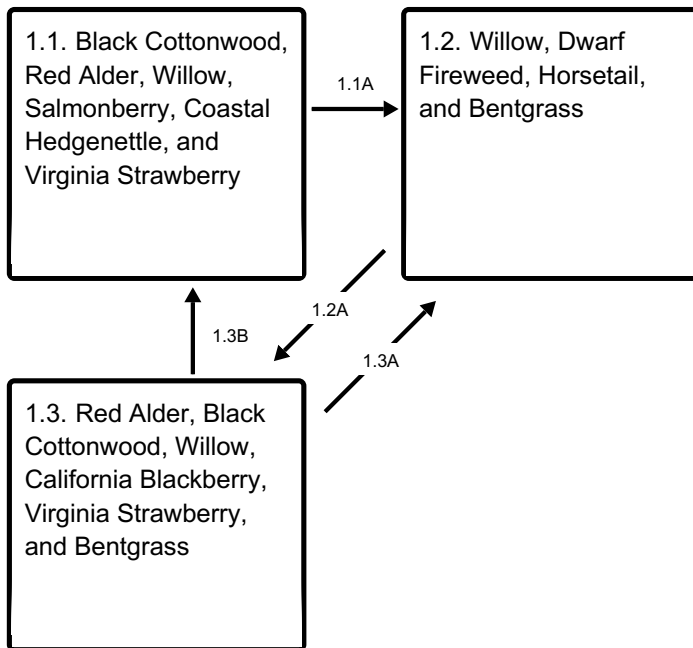 1.1. Black Cottonwood,
Red Alder, Willow,
Salmonberry, Coastal
Hedgenettle, and
Virginia Strawberry
1.1A
1.2. Willow, Dwarf
Fireweed, Horsetail,
and Bentgrass
1.2A
1.3B
1.3A
1.3. Red Alder, Black
Cottonwood, Willow,
California Blackberry,
Virginia Strawberry,
and Bentgrass